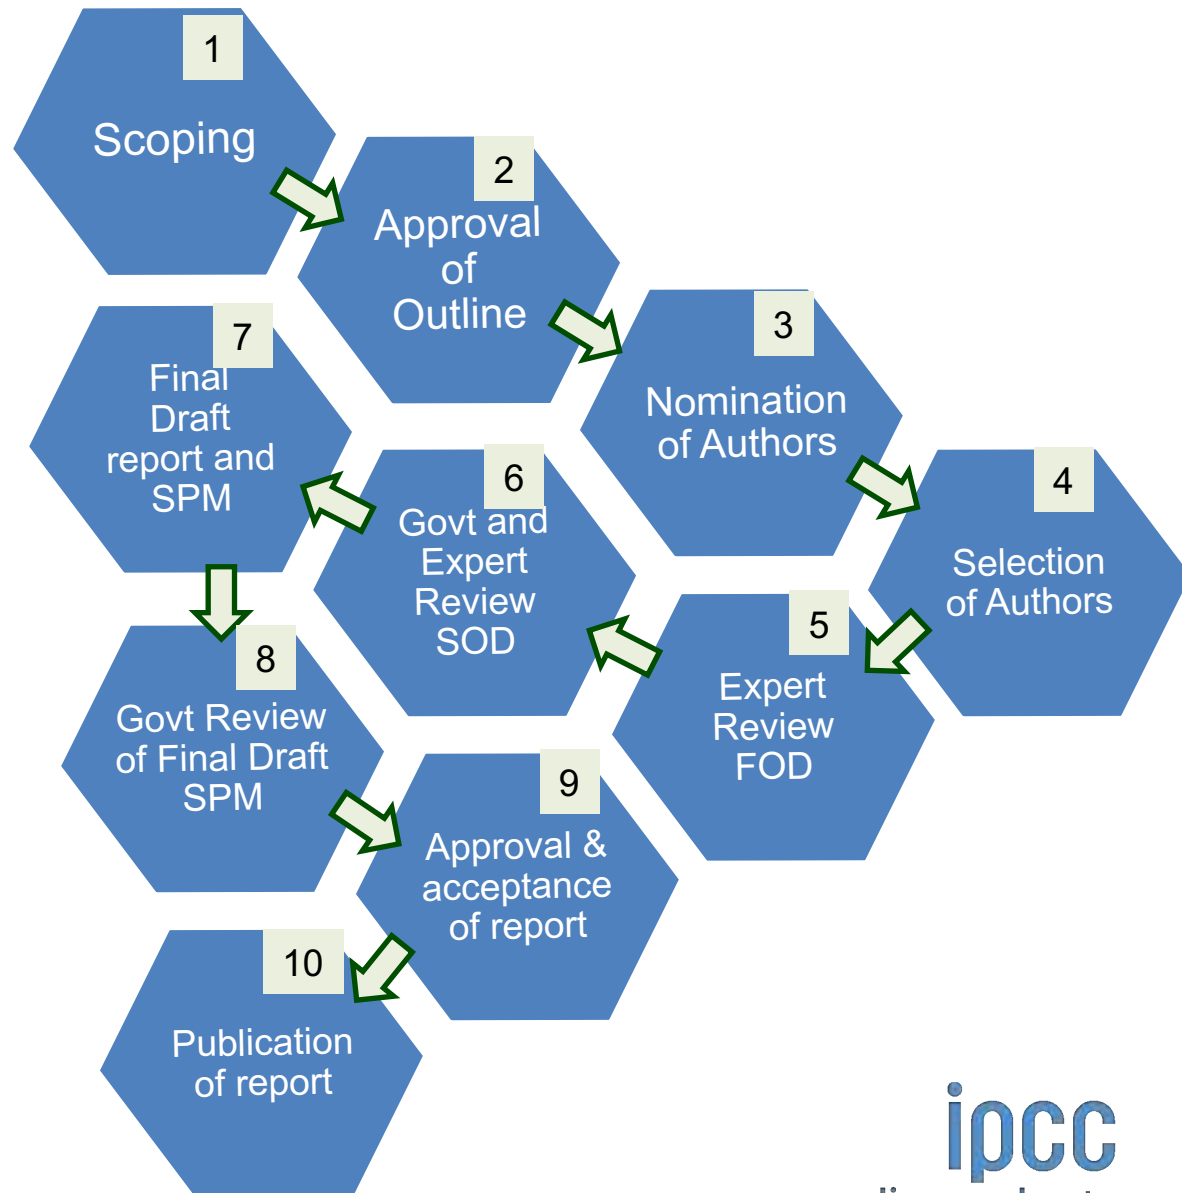 1
Scoping
2
Approval
of
Outline
3
Nomination
of Authors
4
Selection
of Authors
5
Expert
Review
FOD
6
Govt and
Expert
Review
SOD
7
Final
Draft
report and
SPM
8
Govt Review
of Final Draft
SPM
9
Approval &
acceptance
of report
10
Publication
of report
ipcc